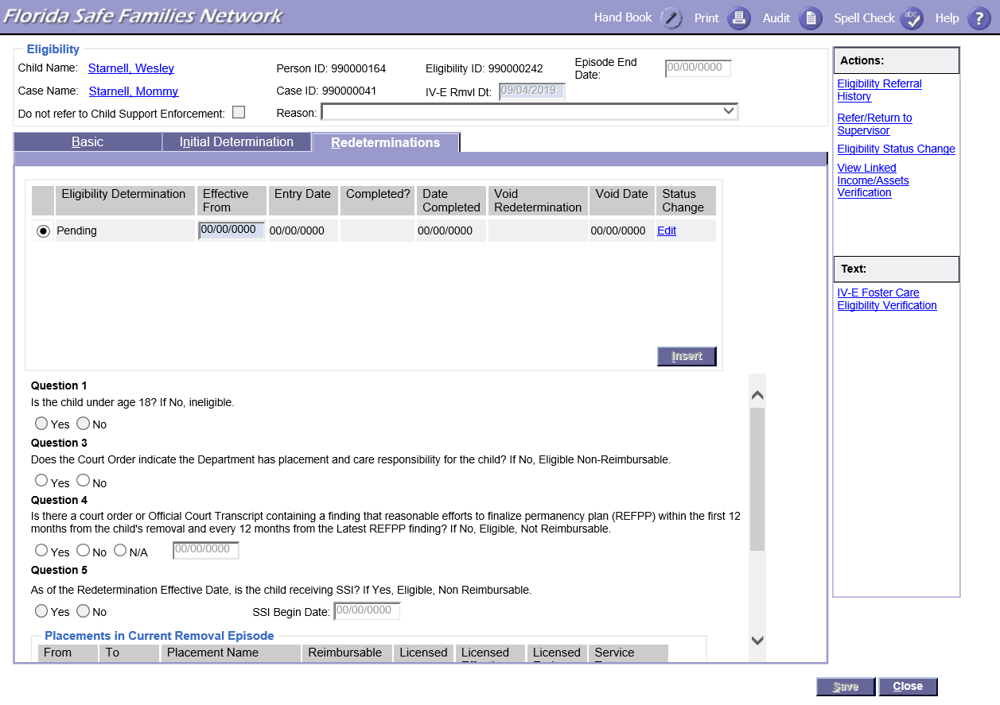 Florida Safe Families Network
Hand Book Print Audit abc Spell Check Help ?
Eligibility
Child Name: Starnell, Wesley Person ID: 990000164 Eligibility ID: 990000242 Episode End Date: 00/00/0000
Case Name: Starnell, Mommy Case ID: 990000041 IV-E Rmvl Dt: 09/04/2019
Do not refer to Child Support Enforcement: Reason:
Basic Initial Determination Redeterminations
Eligibility Determination Effective From Entry Date Completed? Date Completed Void Redetermination Void Date Status Change
Pending 00/00/0000 00/00/0000 00/00/0000 00/00/0000 Edit
Insert
Question 1
Is the child under age 18? If No, ineligible.
Yes No
Question 3
Does the Court Order indicate the Department has placement and care responsibility for the child? If No, Eligible Non-Reimbursable.
Yes No
Question 4
Is there a court order or Official Court Transcript containing a finding that reasonable efforts to finalize permanency plan (REFPP) within the first 12
months from the child's removal and every 12 months from the Latest REFPP finding? If No, Eligible, Not Reimbursable.
Yes No N/A 00/00/0000
Question 5
As of the Redetermination Effective Date, is the child receiving SSI? If Yes, Eligible, Non Reimbursable.
Yes No SSI Begin Date: 00/00/0000
Placements in Current Removal Episode
From To Placement Name Reimbursable Licensed Licensed Licensed Service
Actions:
Eligibility Referral
History
Refer/Return to
Supervisor
Eligibility Status Change
View Linked
Income/Assets
Verification
Text:
IV-E Foster Care
Eligibility Verification
Save Close